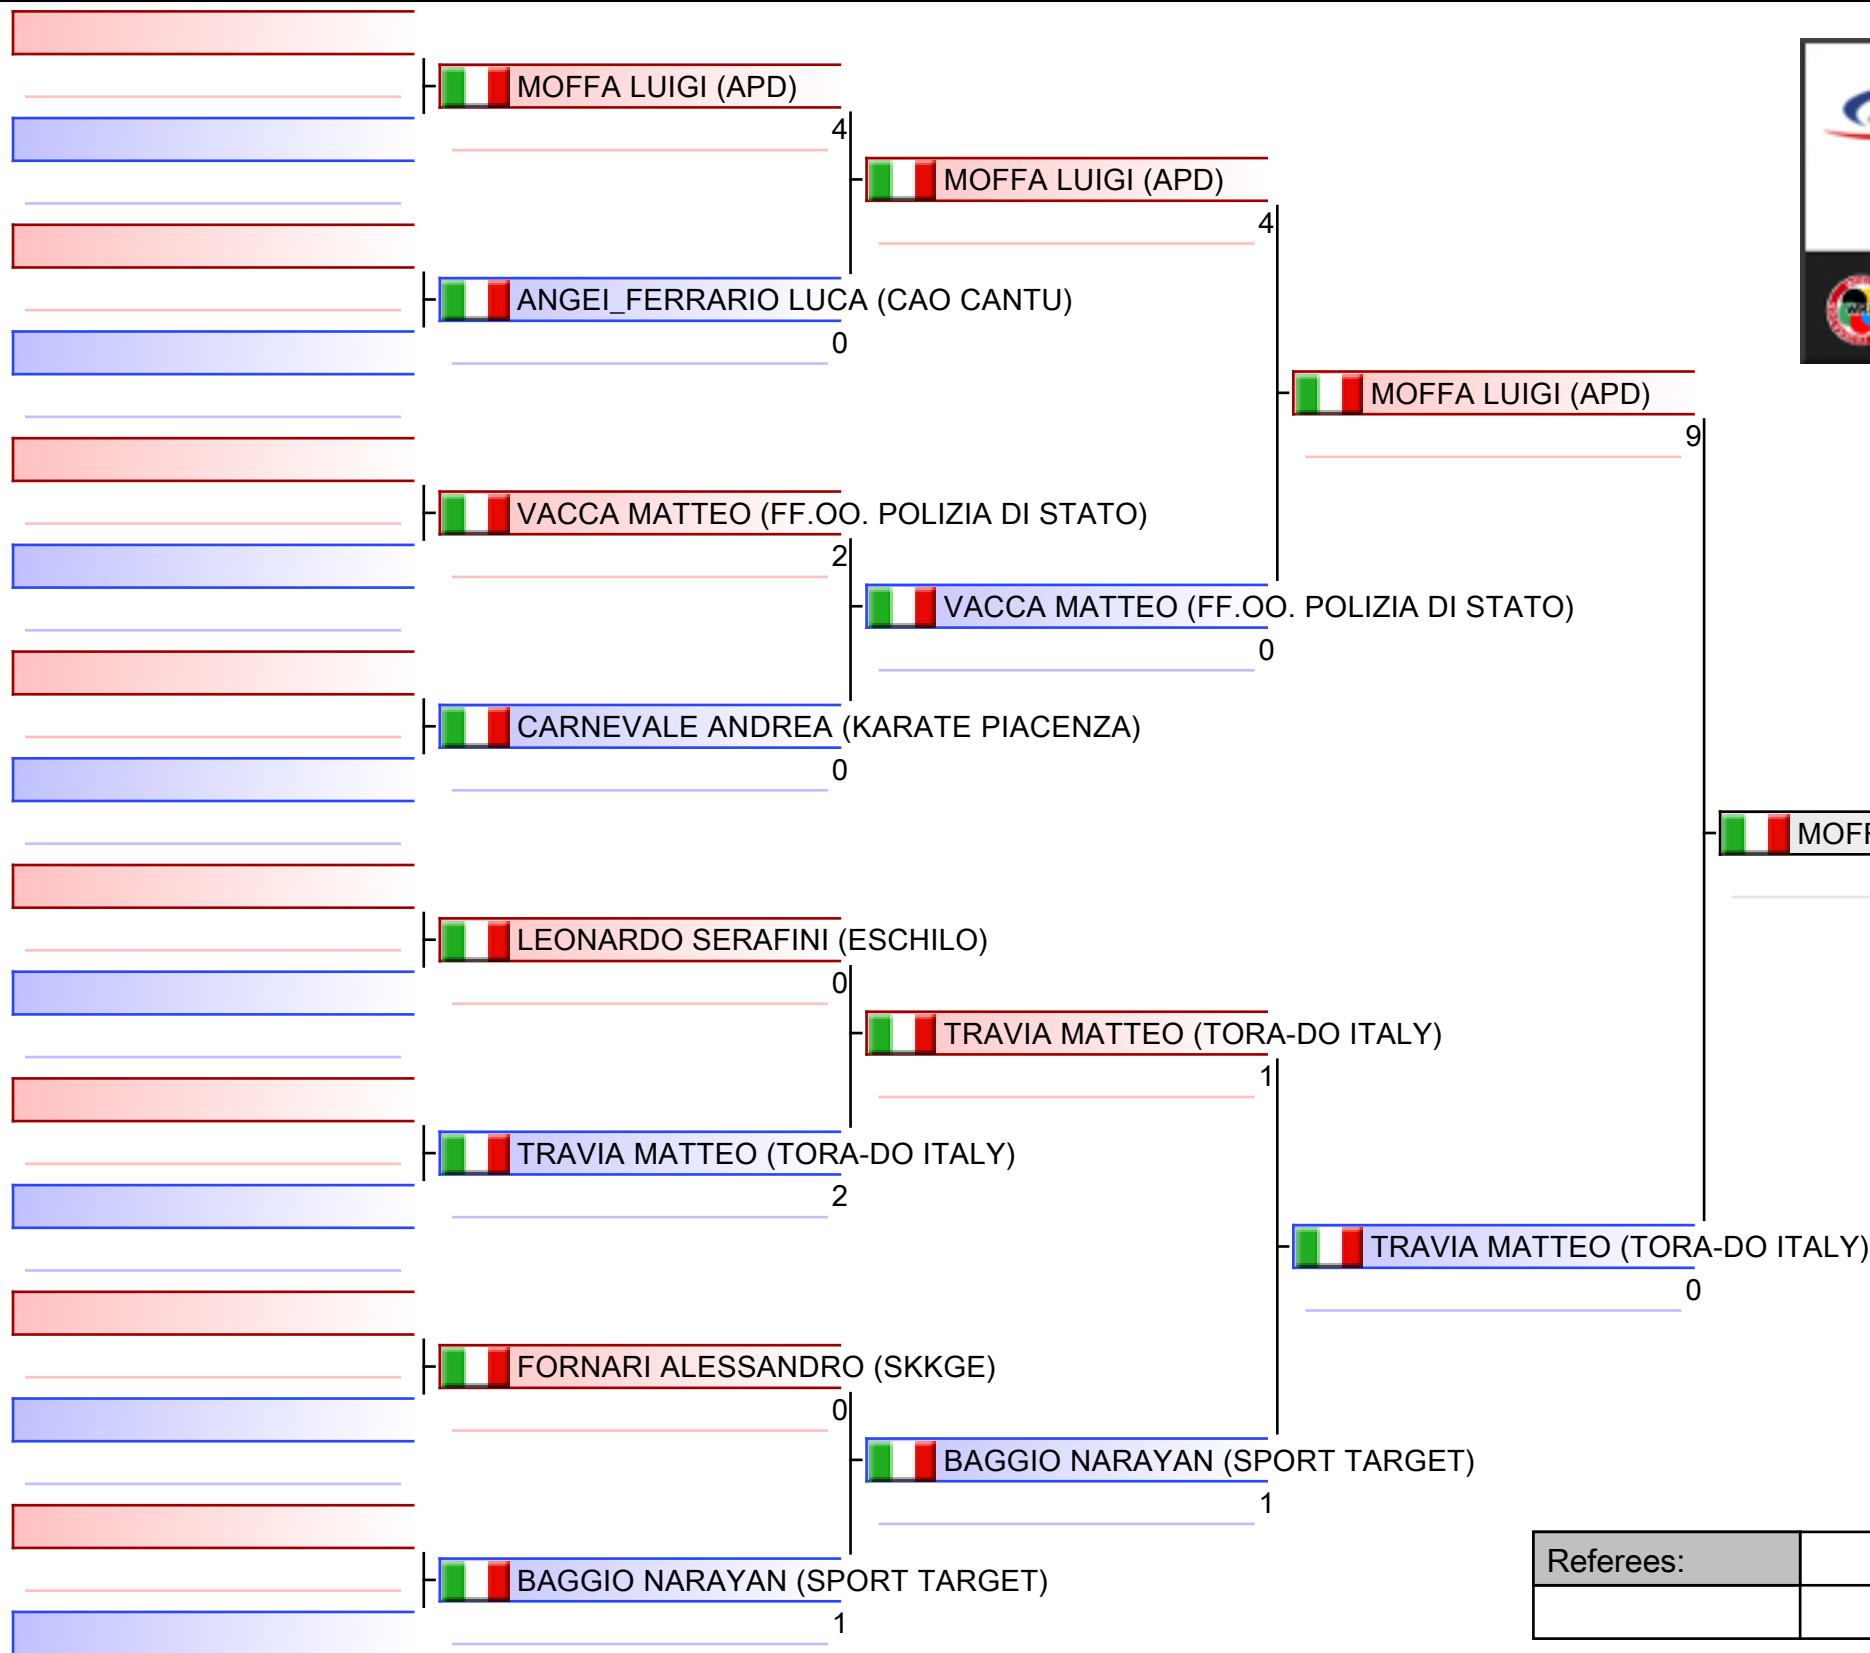 MOFFA LUIGI (APD)
4
MOFFA LUIGI (APD)
4
ANGEI_FERRARIO LUCA (CAO CANTU)
0
MOFFA LUIGI (APD)
9
VACCA MATTEO (FF.OO. POLIZIA DI STATO)
2
VACCA MATTEO (FF.OO. POLIZIA DI STATO)
0
CARNEVALE ANDREA (KARATE PIACENZA)
0
LEONARDO SERAFINI (ESCHILO)
0
TRAVIA MATTEO (TORA-DO ITALY)
1
TRAVIA MATTEO (TORA-DO ITALY)
2
TRAVIA MATTEO (TORA-DO ITALY)
0
FORNARI ALESSANDRO (SKKGE)
0
BAGGIO NARAYAN (SPORT TARGET)
1
BAGGIO NARAYAN (SPORT TARGET)
1
Referees: